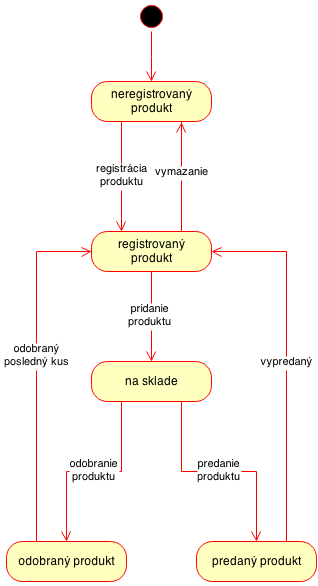 neregistrovaný
produkt
registrácia
produktu
vymazanie
registrovaný
produkt
pridanie
produktu
odobraný
posledný kus
vypredaný
na sklade
odobranie
produktu
predanie
produktu
odobraný produkt
predaný produkt